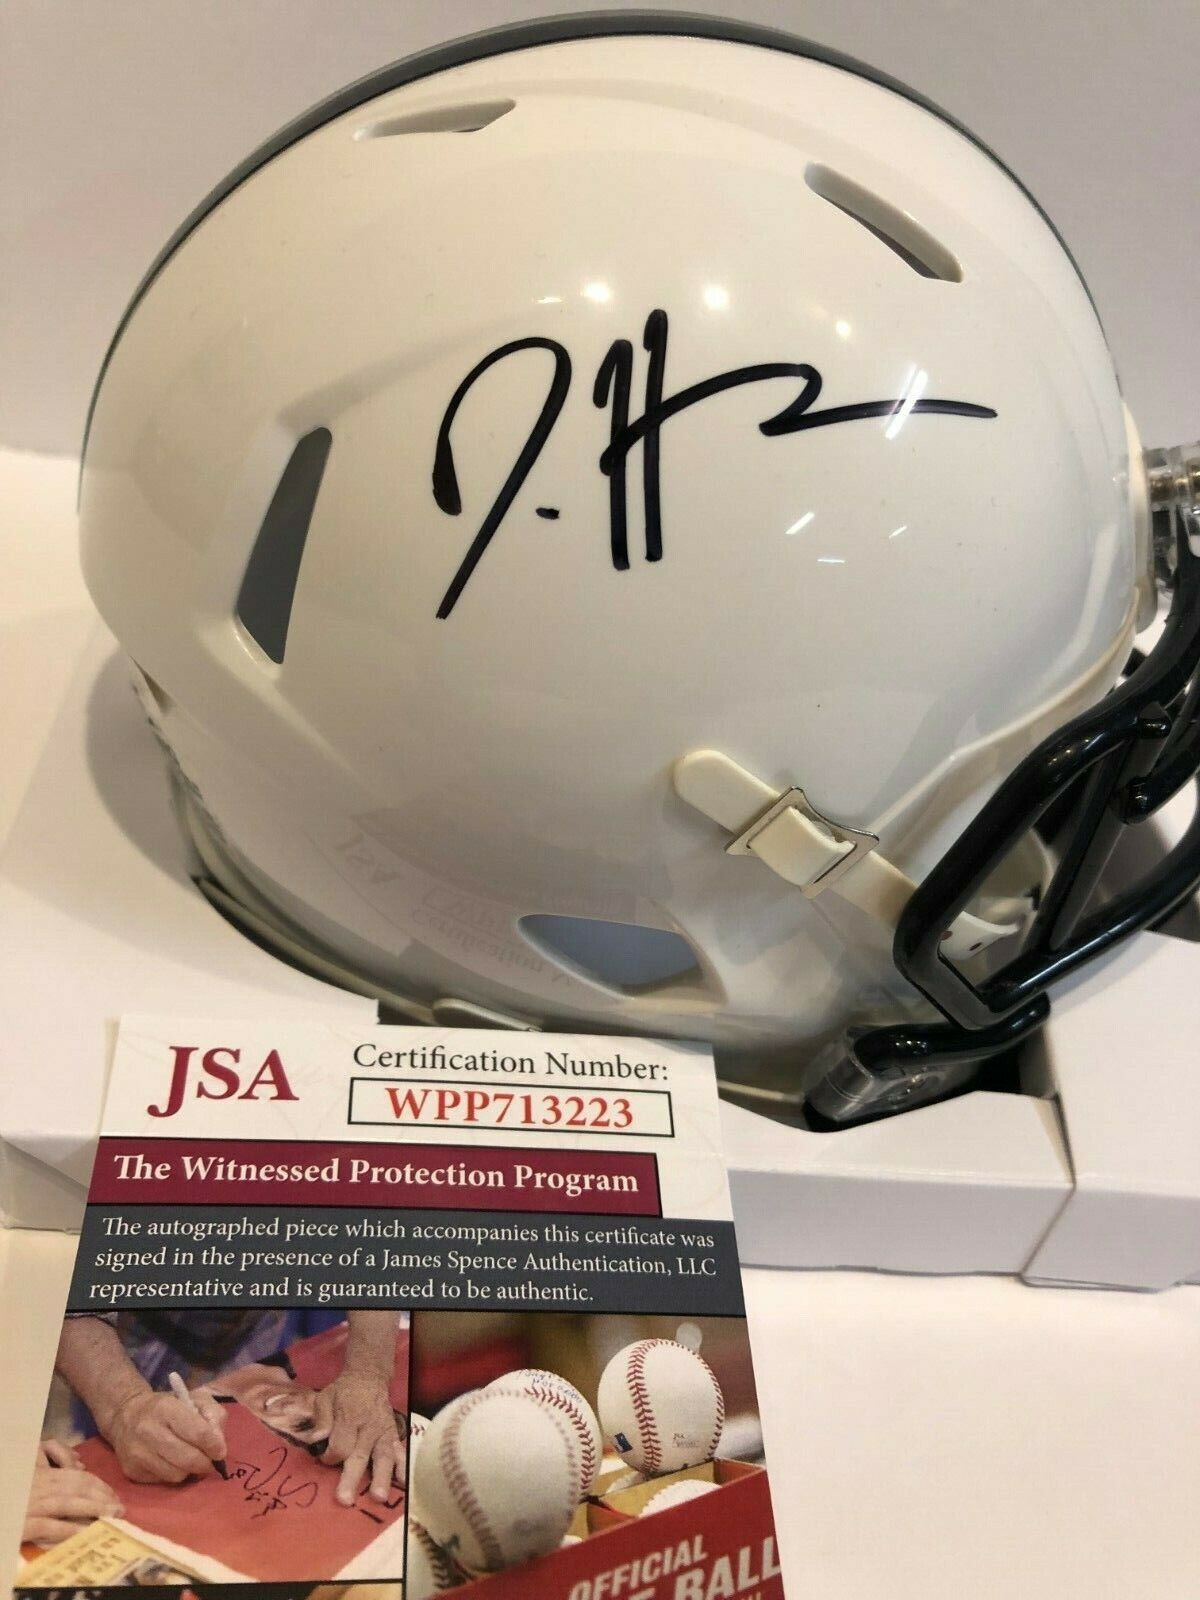 D. H
JSA
Certification Number:
WPP713223
The Witnessed Protection Program
The autographed piece which accompanies this certificate was
signed in the presence of a James Spence Authentication, LLC
representative and is guaranteed to be authentic.
OFFICIAL
BALL